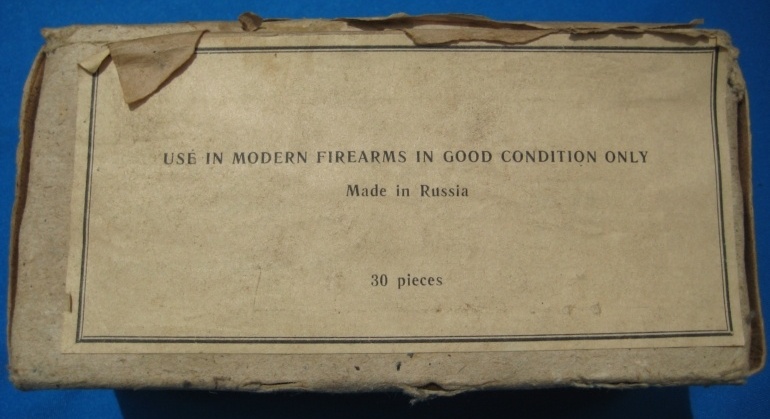 USE IN MODERN FIREARMS IN GOOD CONDITION ONLY
Made in Russia
30 pieces